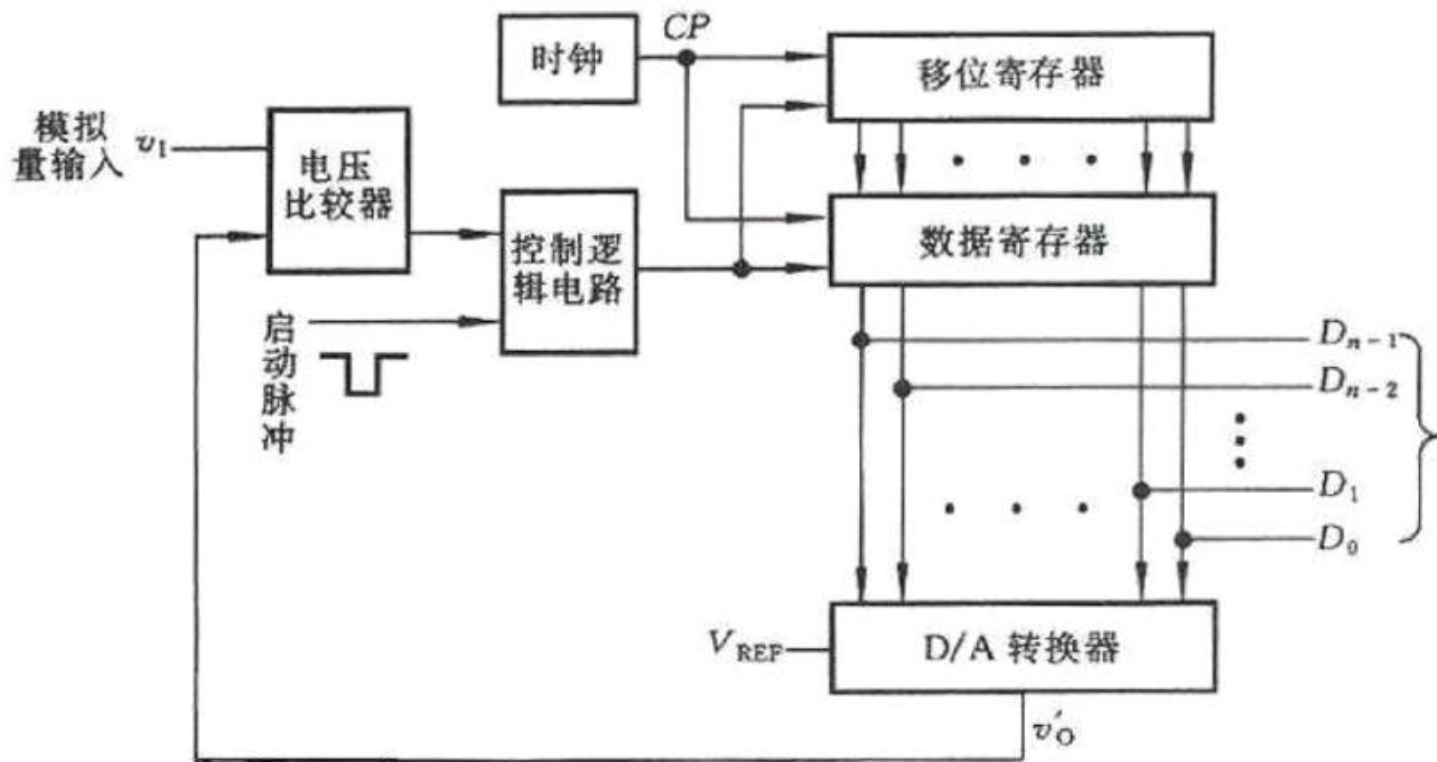 CP
时钟
移位寄存器
模拟
量输入 v_I
电压
比较器
控制逻
辑电路
数据寄存器
启
动
脉
冲
D_{n-1}
D_{n-2}
D_1
D_0
V_{REF}
D/A 转换器
v'_O